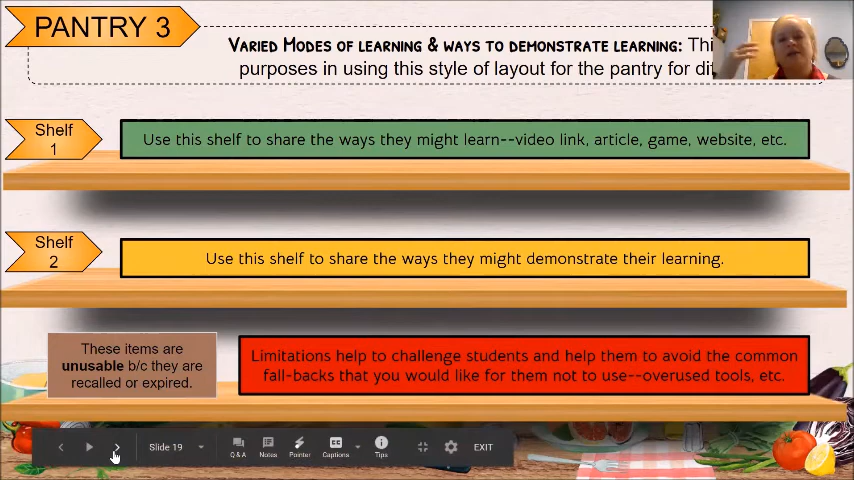 PANTRY 3
VARIED MODES OF LEARNING & WAYS TO DEMONSTRATE LEARNING: Thi
purposes in using this style of layout for the pantry for dif
Shelf
1
Use this shelf to share the ways they might learn--video link, article, game, website, etc.
Shelf
2
Use this shelf to share the ways they might demonstrate their learning.
These items are
unusable b/c they are
recalled or expired.
Limitations help to challenge students and help them to avoid the common
fall-backs that you would like for them not to use--overused tools, etc.
Slide 19
Q & A
Notes
Pointer
Captions
Tips
EXIT